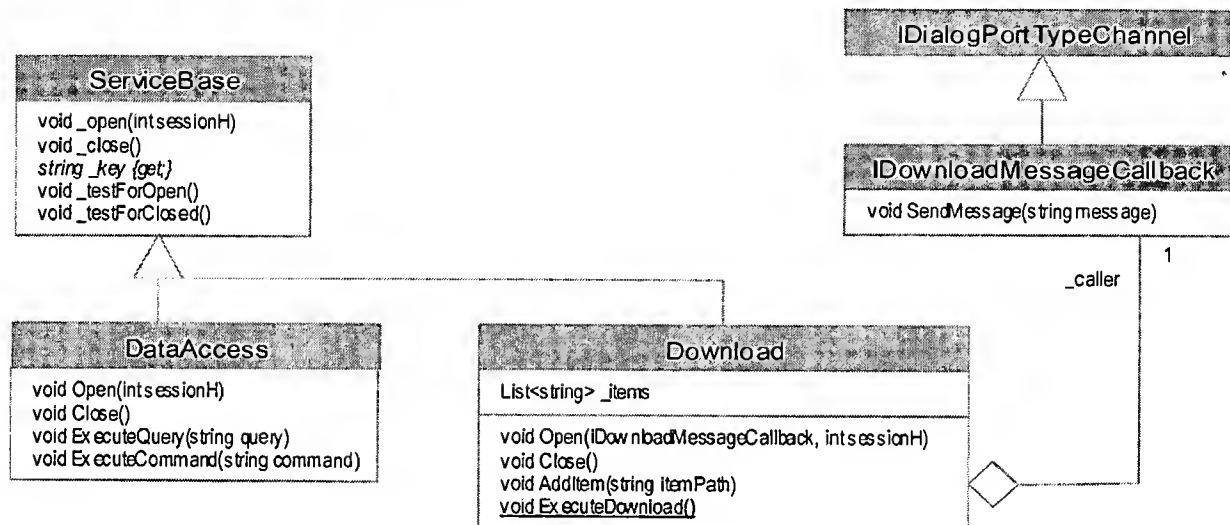 IDialogPortTypeChannel
ServiceBase
void _open(int sessionH)
void _close()
string _key {get;}
void _testForOpen()
void _testForClosed()
IDownloadMessageCallback
void SendMessage(string message)
1
_caller
DataAccess
void Open(int sessionH)
void Close()
void ExecuteQuery(string query)
void ExecuteCommand(string command)
Download
List<string> _items
void Open(IDownloadMessageCallback, int sessionH)
void Close()
void AddItem(string itemPath)
void ExecuteDownload()